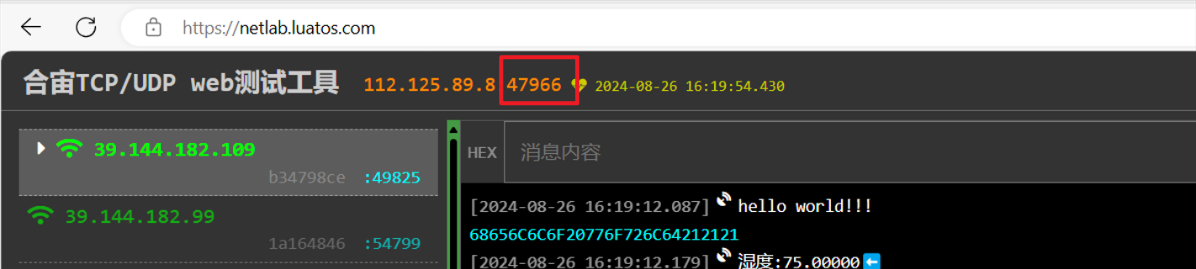 https://netlab.luatos.com
合宙TCP/UDP web测试工具 112.125.89.8 47966 2024-08-26 16:19:54.430
39.144.182.109
b34798ce :49825
39.144.182.99
1a164846 :54799
HEX 消息内容
[2024-08-26 16:19:12.087] hello world!!!
68656C6C6F20776F726C64212121
[2024-08-26 16:19:12.179] 湿度:75.00000